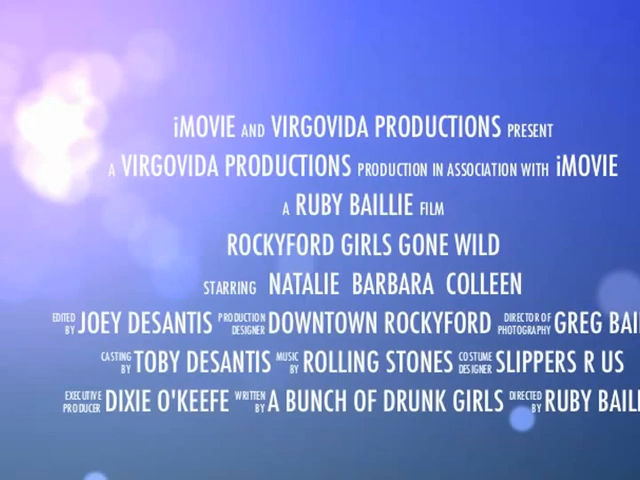 iMOVIE AND VIRGOVIDA PRODUCTIONS PRESENT
A VIRGOVIDA PRODUCTIONS PRODUCTION IN ASSOCIATION WITH iMOVIE
A RUBY BAILLIE FILM
ROCKYFORD GIRLS GONE WILD
STARRING NATALIE BARBARA COLLEEN
EDITED BY JOEY DESANTIS PRODUCTION DESIGNER DOWNTOWN ROCKYFORD DIRECTOR OF PHOTOGRAPHY GREG
CASTING BY TOBY DESANTIS MUSIC BY ROLLING STONES COSTUME DESIGNER SLIPPERS R US
EXECUTIVE PRODUCER DIXIE O'KEEFE WRITTEN BY A BUNCH OF DRUNK GIRLS DIRECTED BY RUBY